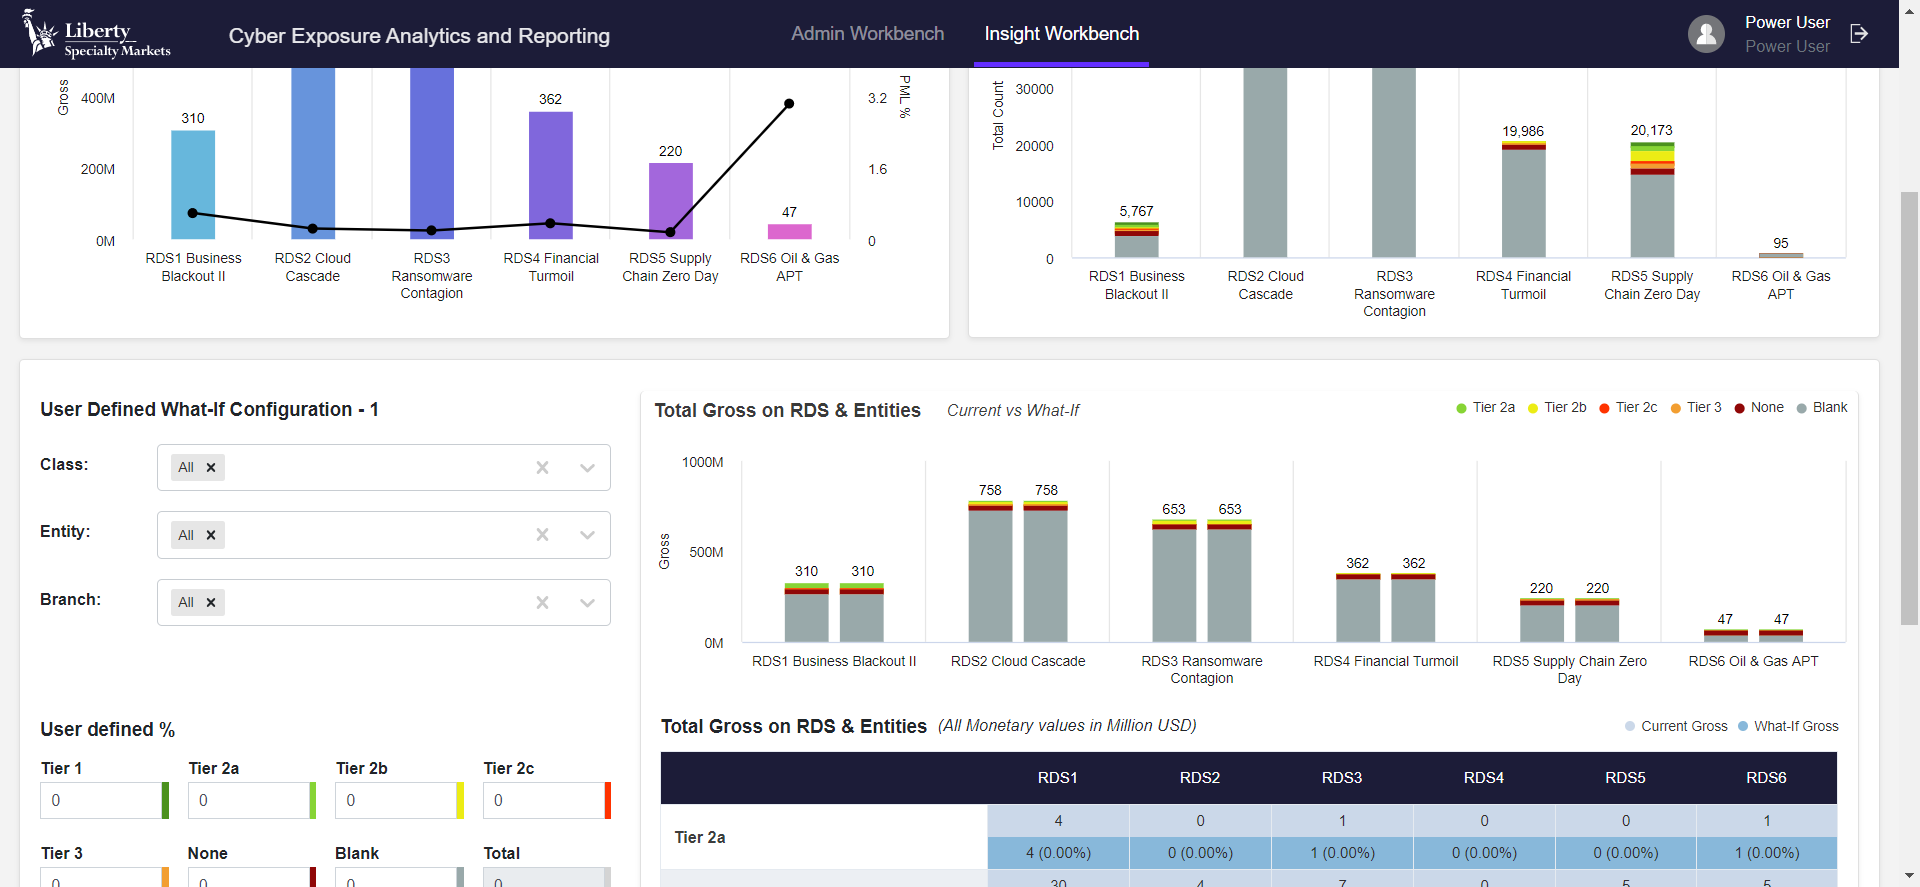 Liberty
Specialty Markets
Cyber Exposure Analytics and Reporting
Admin Workbench
Insight Workbench
Power User
Power User
Gross
400M
200M
0M
310
362
220
47
3.2
1.6
0
PML %
RDS1 Business
Blackout II
RDS2 Cloud
Cascade
RDS3
Ransomware
Contagion
RDS4 Financial
Turmoil
RDS5 Supply
Chain Zero Day
RDS6 Oil & Gas
APT
Total Count
30000
20000
10000
0
5,767
19,986
20,173
95
RDS1 Business
Blackout II
RDS2 Cloud
Cascade
RDS3
Ransomware
Contagion
RDS4 Financial
Turmoil
RDS5 Supply
Chain Zero Day
RDS6 Oil & Gas
APT
User Defined What-If Configuration - 1
Class:
All
Entity:
All
Branch:
All
User defined %
Tier 1
Tier 2a
Tier 2b
Tier 2c
0
0
0
0
Tier 3
None
Blank
Total
0
0
0
0
Total Gross on RDS & Entities
Current vs What-If
Tier 2a
Tier 2b
Tier 2c
Tier 3
None
Blank
Gross
1000M
500M
0M
310
310
758
758
653
653
362
362
220
220
47
47
RDS1 Business Blackout II
RDS2 Cloud Cascade
RDS3 Ransomware
Contagion
RDS4 Financial Turmoil
RDS5 Supply Chain Zero
Day
RDS6 Oil & Gas APT
Total Gross on RDS & Entities (All Monetary values in Million USD)
Current Gross
What-If Gross
RDS1 RDS2 RDS3 RDS4 RDS5 RDS6
Tier 2a
4 0 1 0 0 1
4 (0.00%) 0 (0.00%) 1 (0.00%) 0 (0.00%) 0 (0.00%) 1 (0.00%)
30 4 7 0 5 5